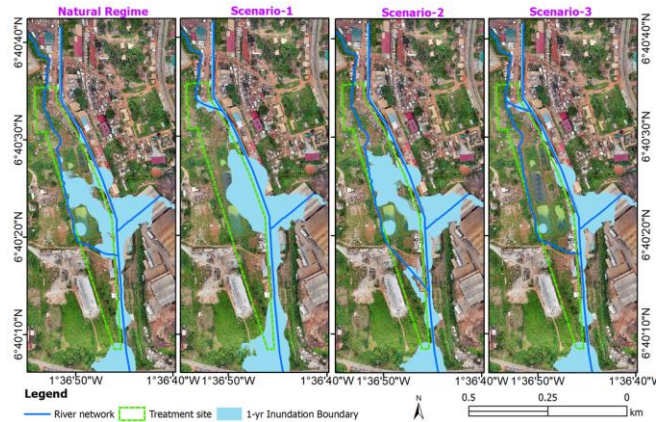 Natural Regime Scenario-1 Scenario-2 Scenario-3
6°40'40"N 6°40'40"N
6°40'30"N 6°40'30"N
6°40'20"N 6°40'20"N
6°40'10"N 6°40'10"N
1°36'50"W 1°36'40"W 1°36'50"W 1°36'40"W 1°36'50"W 1°36'40"W 1°36'50"W 1°36'40"W
Legend
River network Treatment site 1-yr Inundation Boundary
N
0.5 0.25 0
km